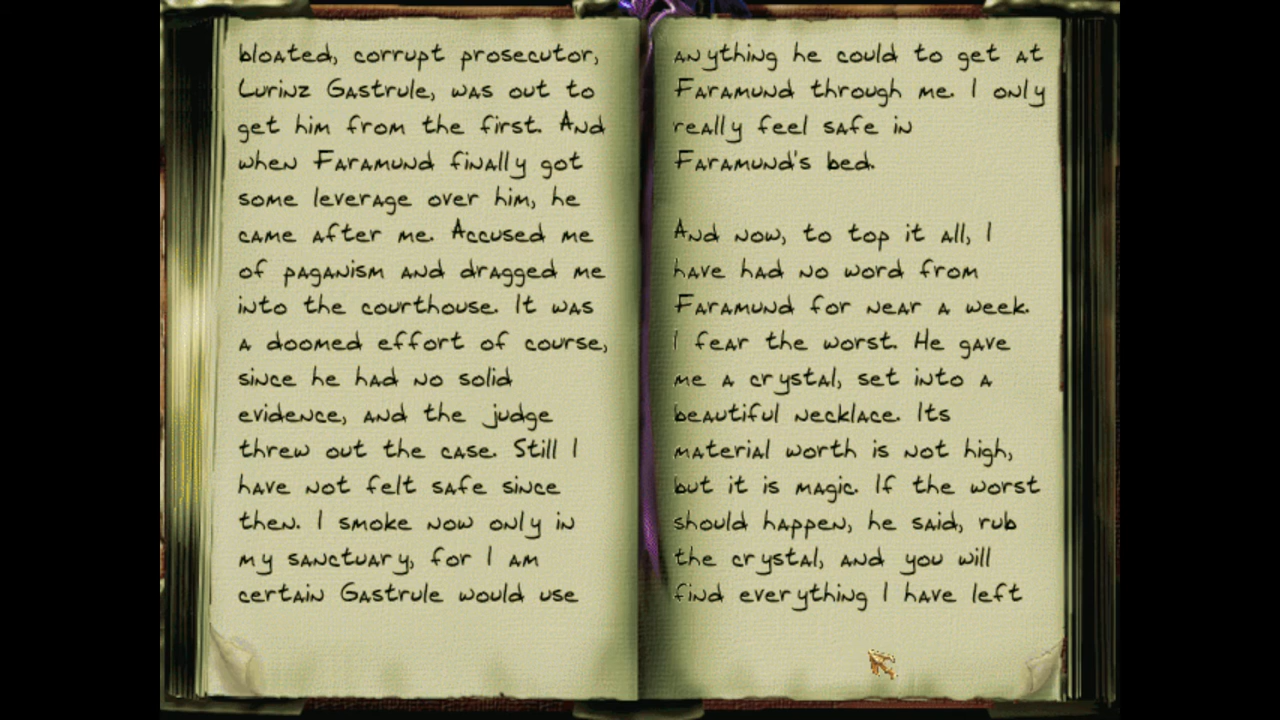 bloated, corrupt prosecutor,
Lurinz Gastrule, was out to
get him from the first. And
when Faramund finally got
some leverage over him, he
came after me. Accused me
of paganism and dragged me
into the courthouse. It was
a doomed effort of course,
since he had no solid
evidence, and the judge
threw out the case. Still I
have not felt safe since
then. I smoke now only in
my sanctuary, for I am
certain Gastrule would use
anything he could to get at
Faramund through me. I only
really feel safe in
Faramund's bed.
And now, to top it all, I
have had no word from
Faramund for near a week.
I fear the worst. He gave
me a crystal, set into a
beautiful necklace. Its
material worth is not high,
but it is magic. If the worst
should happen, he said, rub
the crystal, and you will
find everything I have left